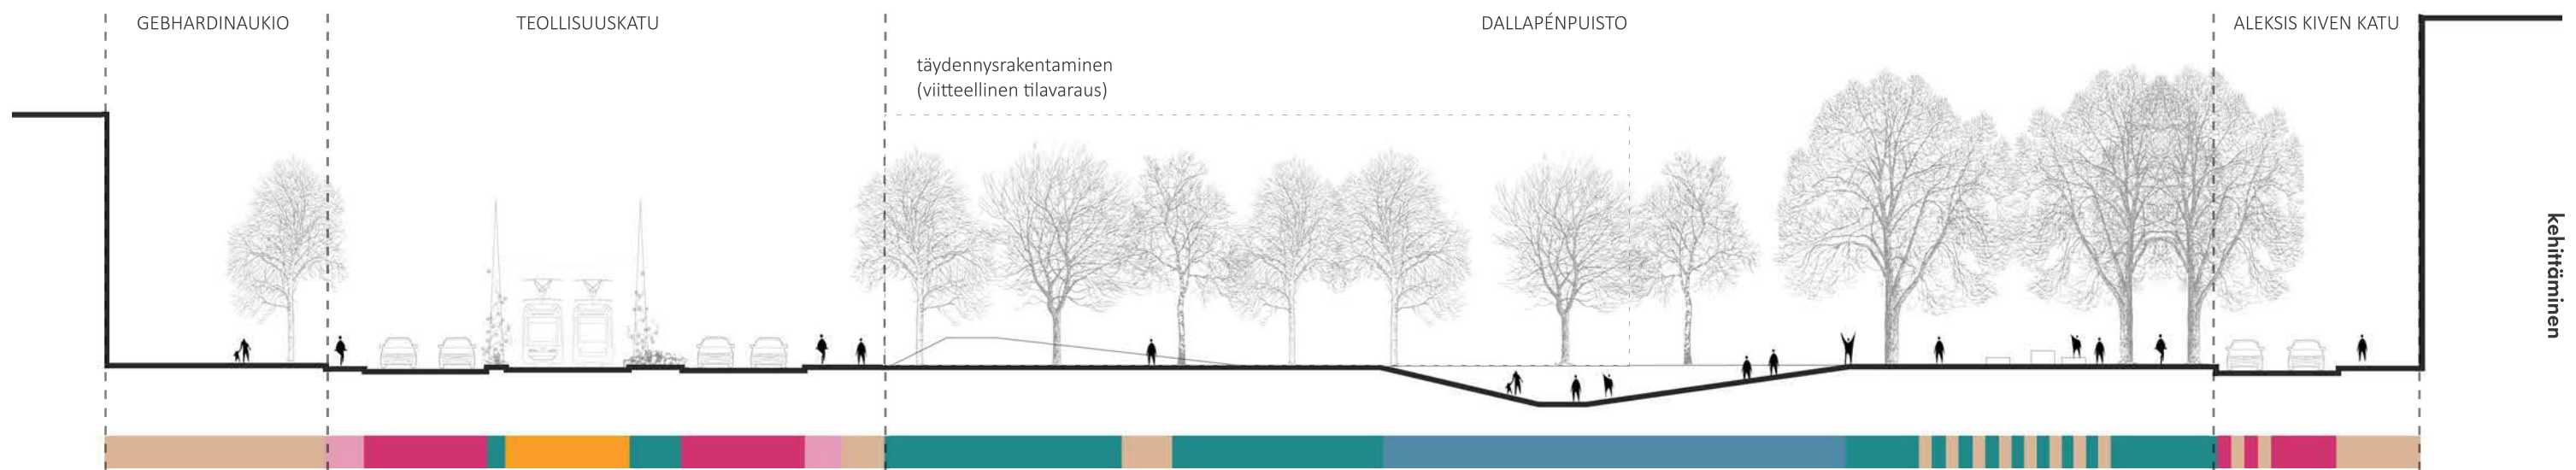 GEBHARDINAUKIO
TEOLLISUUSKATU
DALLAPÉNPUISTO
ALEKSIS KIVEN KATU
täydennysrakentaminen
(viitteellinen tilavaraus)
kehittäminen